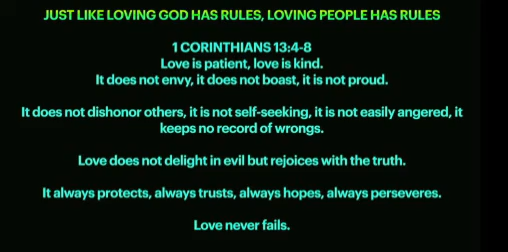 JUST LIKE LOVING GOD HAS RULES, LOVING PEOPLE HAS RULES
1 CORINTHIANS 13:4-8
Love is patient, love is kind.
It does not envy, it does not boast, it is not proud.
It does not dishonor others, it is not self-seeking, it is not easily angered, it
keeps no record of wrongs.
Love does not delight in evil but rejoices with the truth.
It always protects, always trusts, always hopes, always perseveres.
Love never fails.